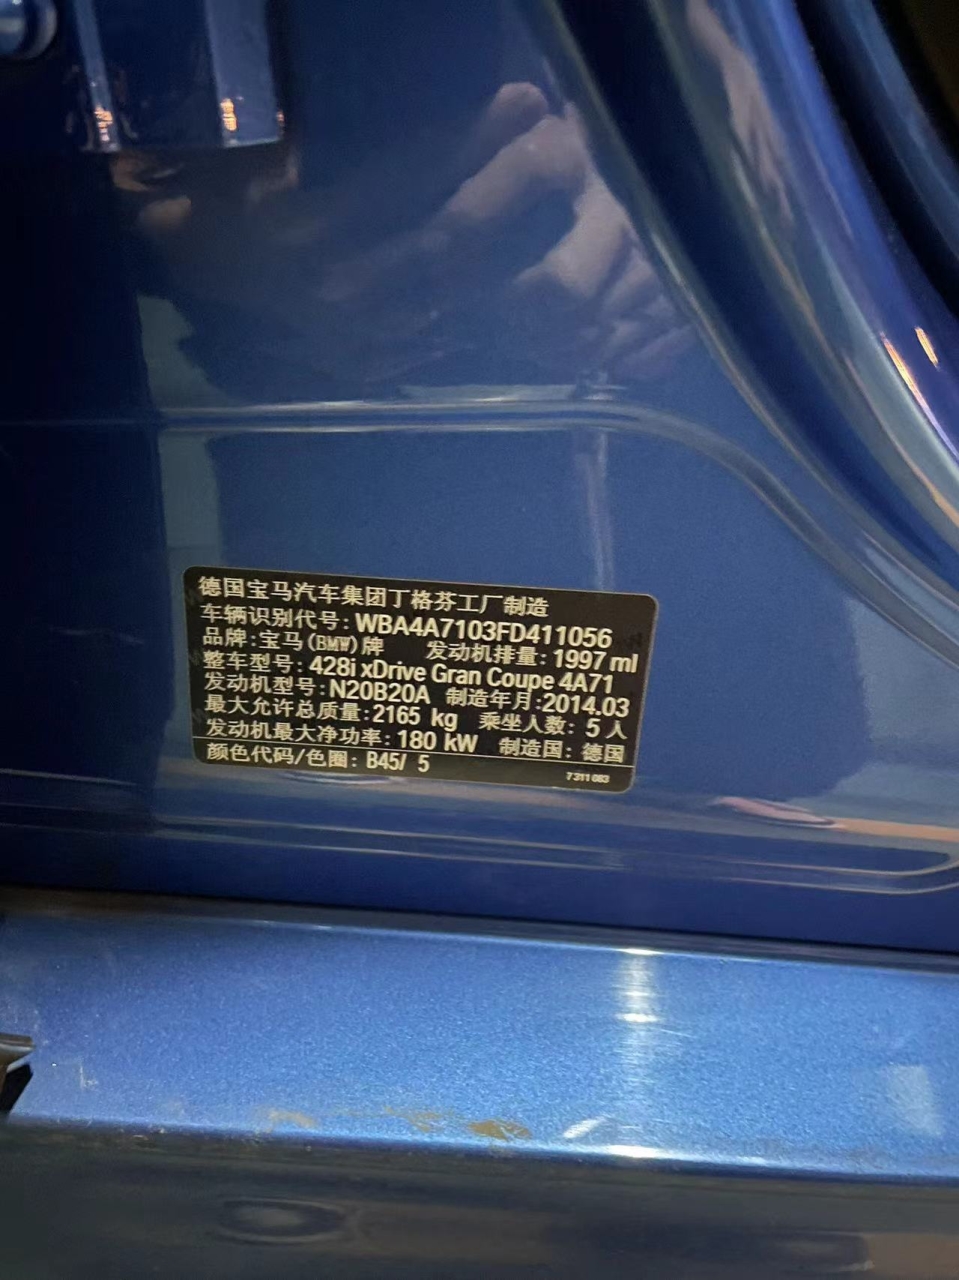 德国宝马汽车集团丁格芬工厂制造
车辆识别代号: WBA4A7103FD411056
品牌:宝马(BMW)牌 发动机排量: 1997 ml
整车型号: 428i xDrive Gran Coupe 4A71
发动机型号: N20B20A 制造年月:2014.03
最大允许总质量:2165 kg 乘坐人数: 5 人
发动机最大净功率: 180 kW 制造国: 德国
颜色代码/色圈: B45/ 5 7311083